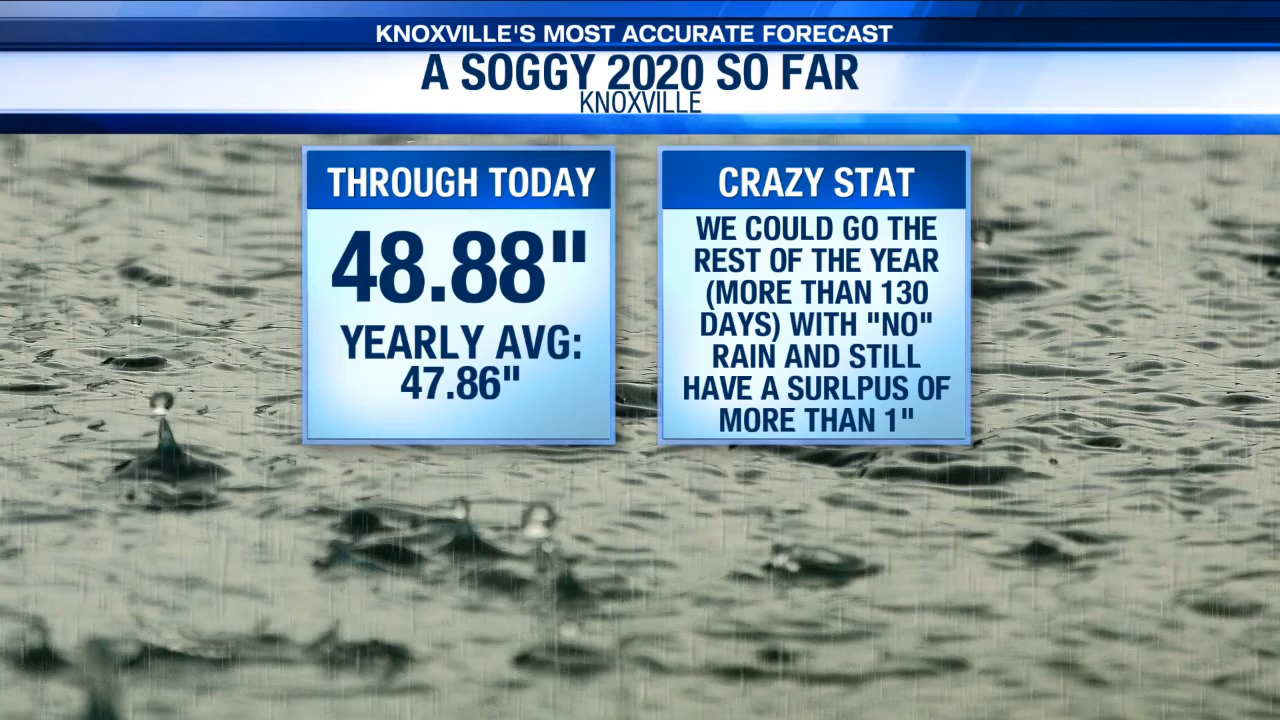 KNOXVILLE'S MOST ACCURATE FORECAST
A SOGGY 2020 SO FAR
KNOXVILLE
THROUGH TODAY
48.88"
YEARLY AVG:
47.86"
CRAZY STAT
WE COULD GO THE
REST OF THE YEAR
(MORE THAN 130
DAYS) WITH "NO"
RAIN AND STILL
HAVE A SURLPUS OF
MORE THAN 1"